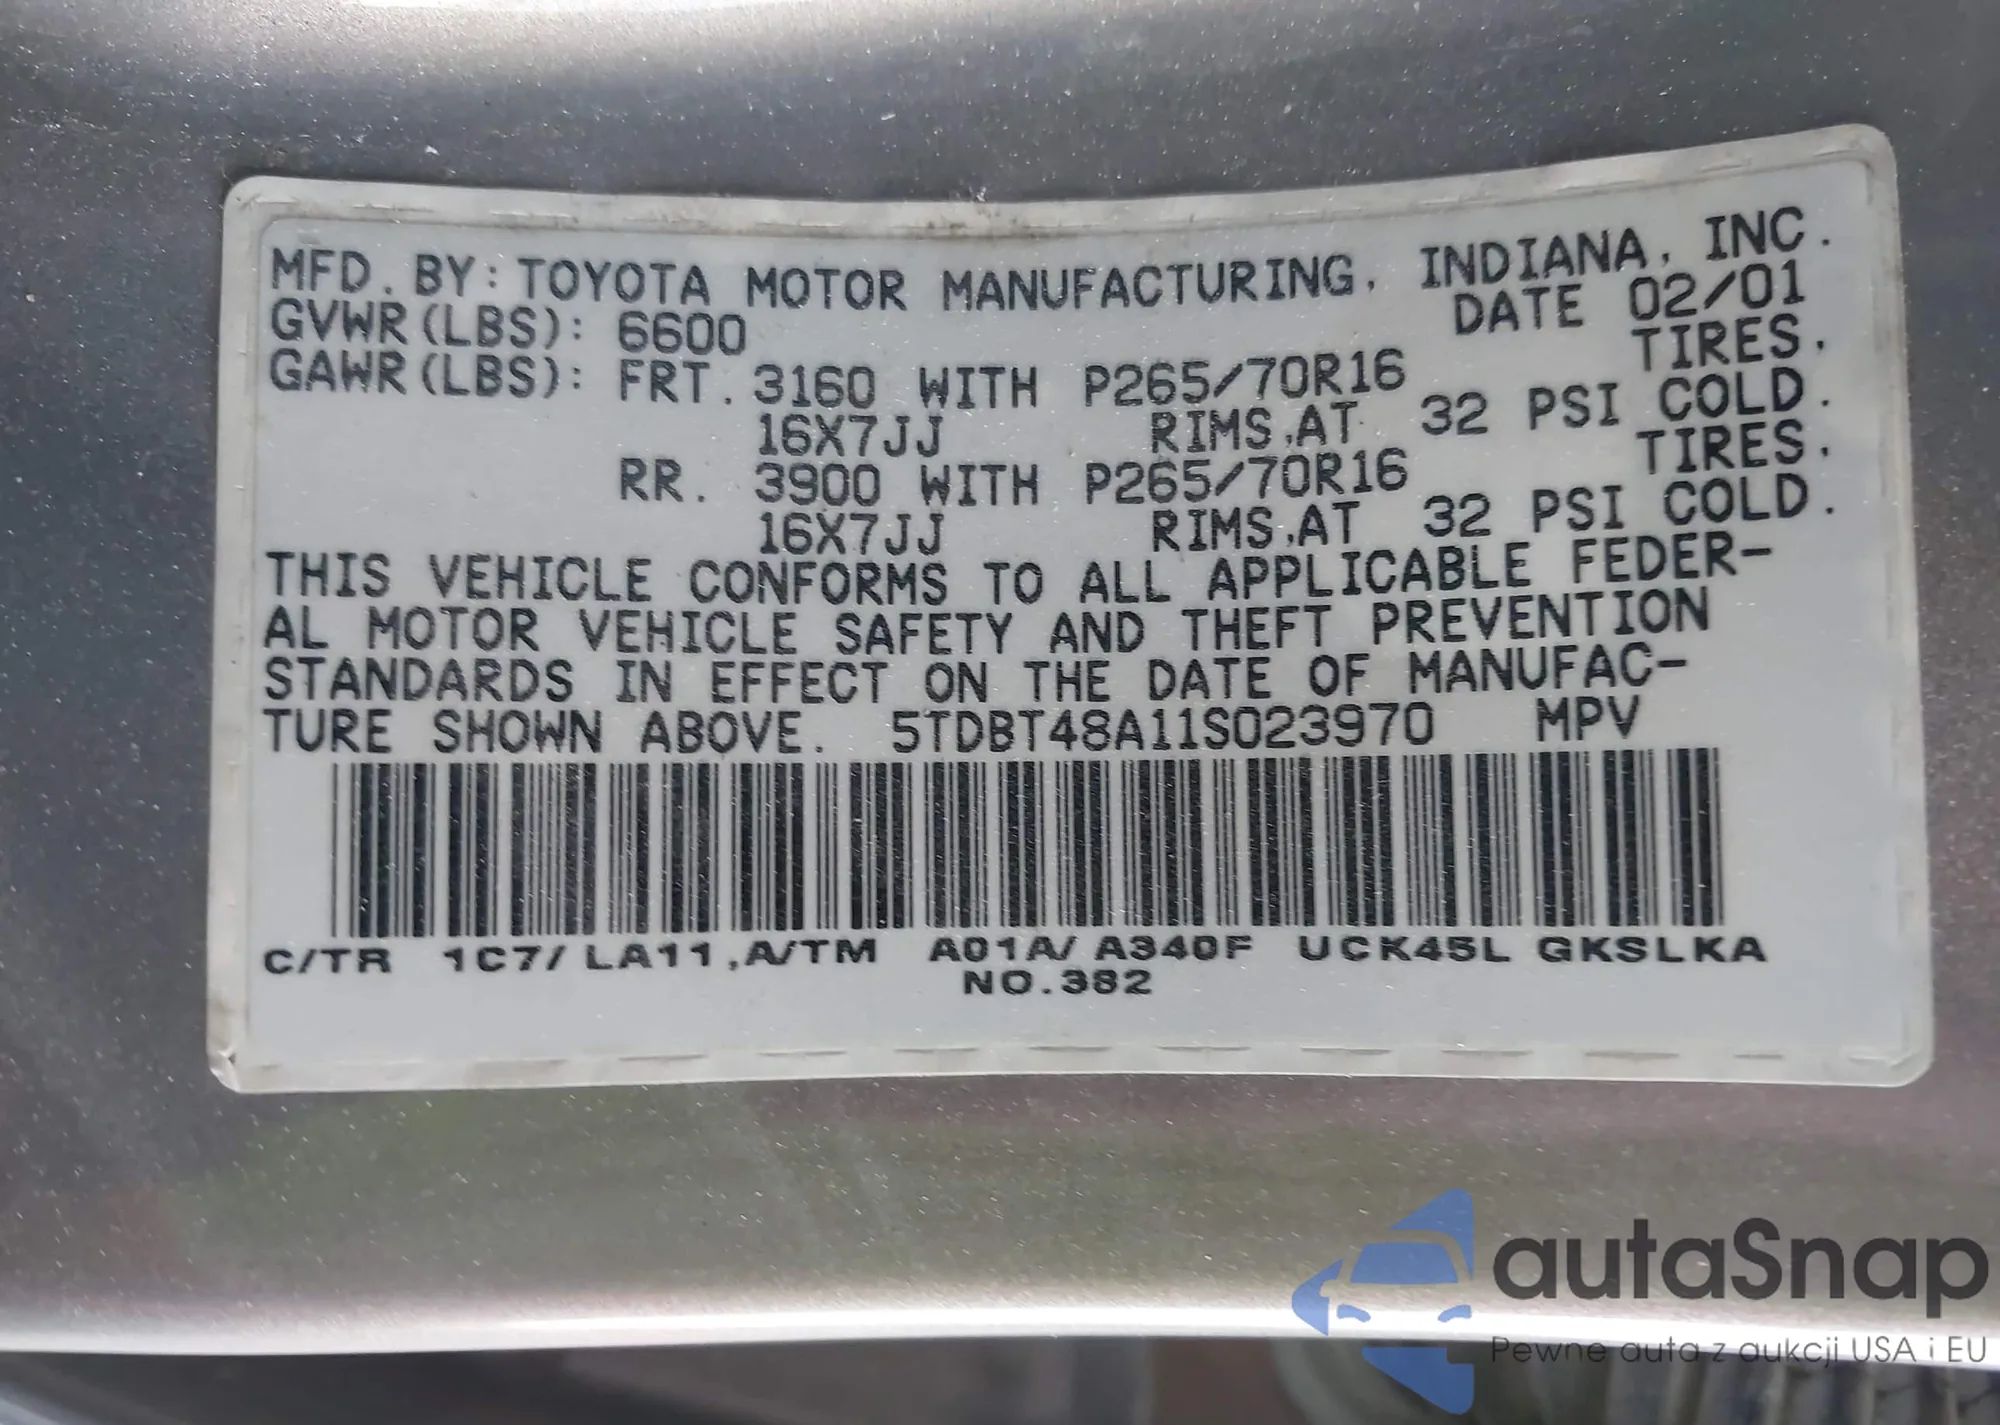 MFD. BY: TOYOTA MOTOR MANUFACTURING, INDIANA, INC.
GVWR(LBS): 6600 DATE 02/01
GAWR(LBS): FRT. 3160 WITH P265/70R16 TIRES,
16X7JJ RIMS,AT 32 PSI COLD.
RR. 3900 WITH P265/70R16 TIRES,
16X7JJ RIMS,AT 32 PSI COLD.
THIS VEHICLE CONFORMS TO ALL APPLICABLE FEDER-
AL MOTOR VEHICLE SAFETY AND THEFT PREVENTION
STANDARDS IN EFFECT ON THE DATE OF MANUFAC-
TURE SHOWN ABOVE. 5TDBT48A11S023970 MPV
C/TR 1C7/LA11,A/TM A01A/A340F UCK45L GKSLKA
NO.382
autaSnap
Pewne auta z aukcji USA i EU